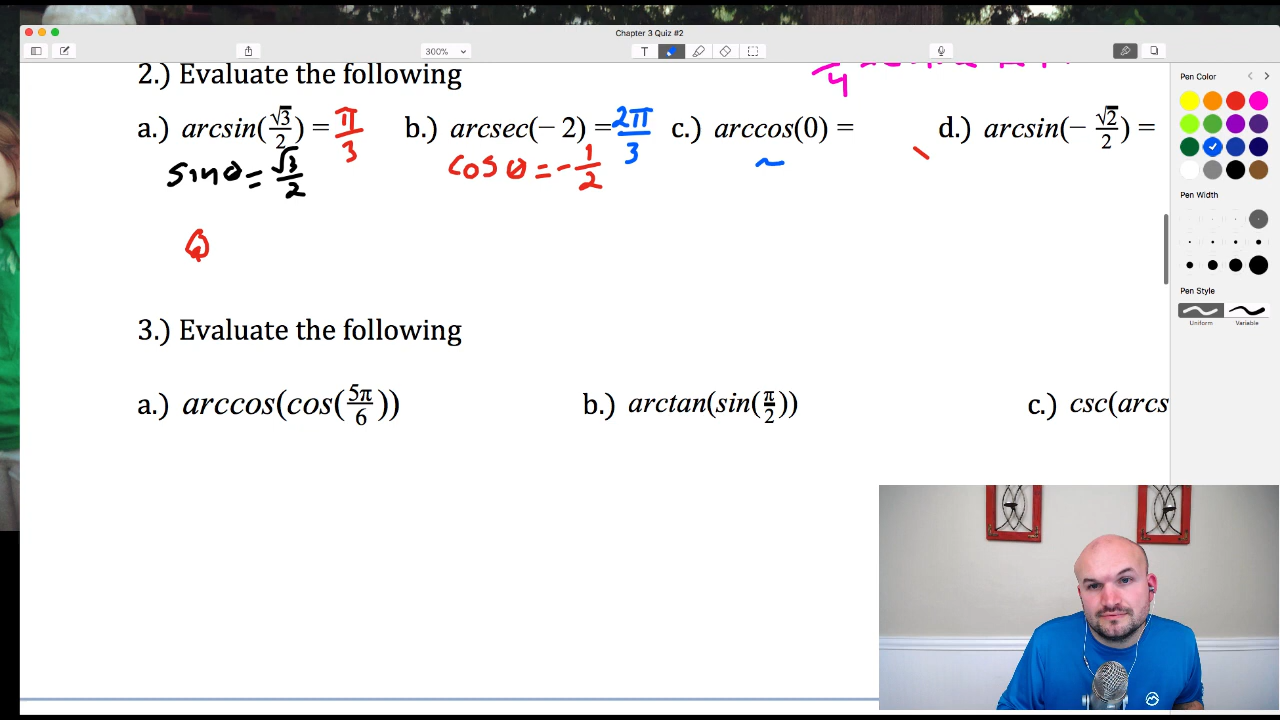 Chapter 3 Quiz #2
300%
T
2.) Evaluate the following
4
a.) arcsin(√3/2) = π/3 b.) arcsec(− 2) = 2π/3 c.) arccos(0) = d.) arcsin(− √2/2) =
sinθ = √3/2 cosθ = -1/2
3.) Evaluate the following
a.) arccos(cos(5π/6)) b.) arctan(sin(π/2)) c.) csc(arcs
Pen Color
Pen Width
Pen Style
Uniform Variable